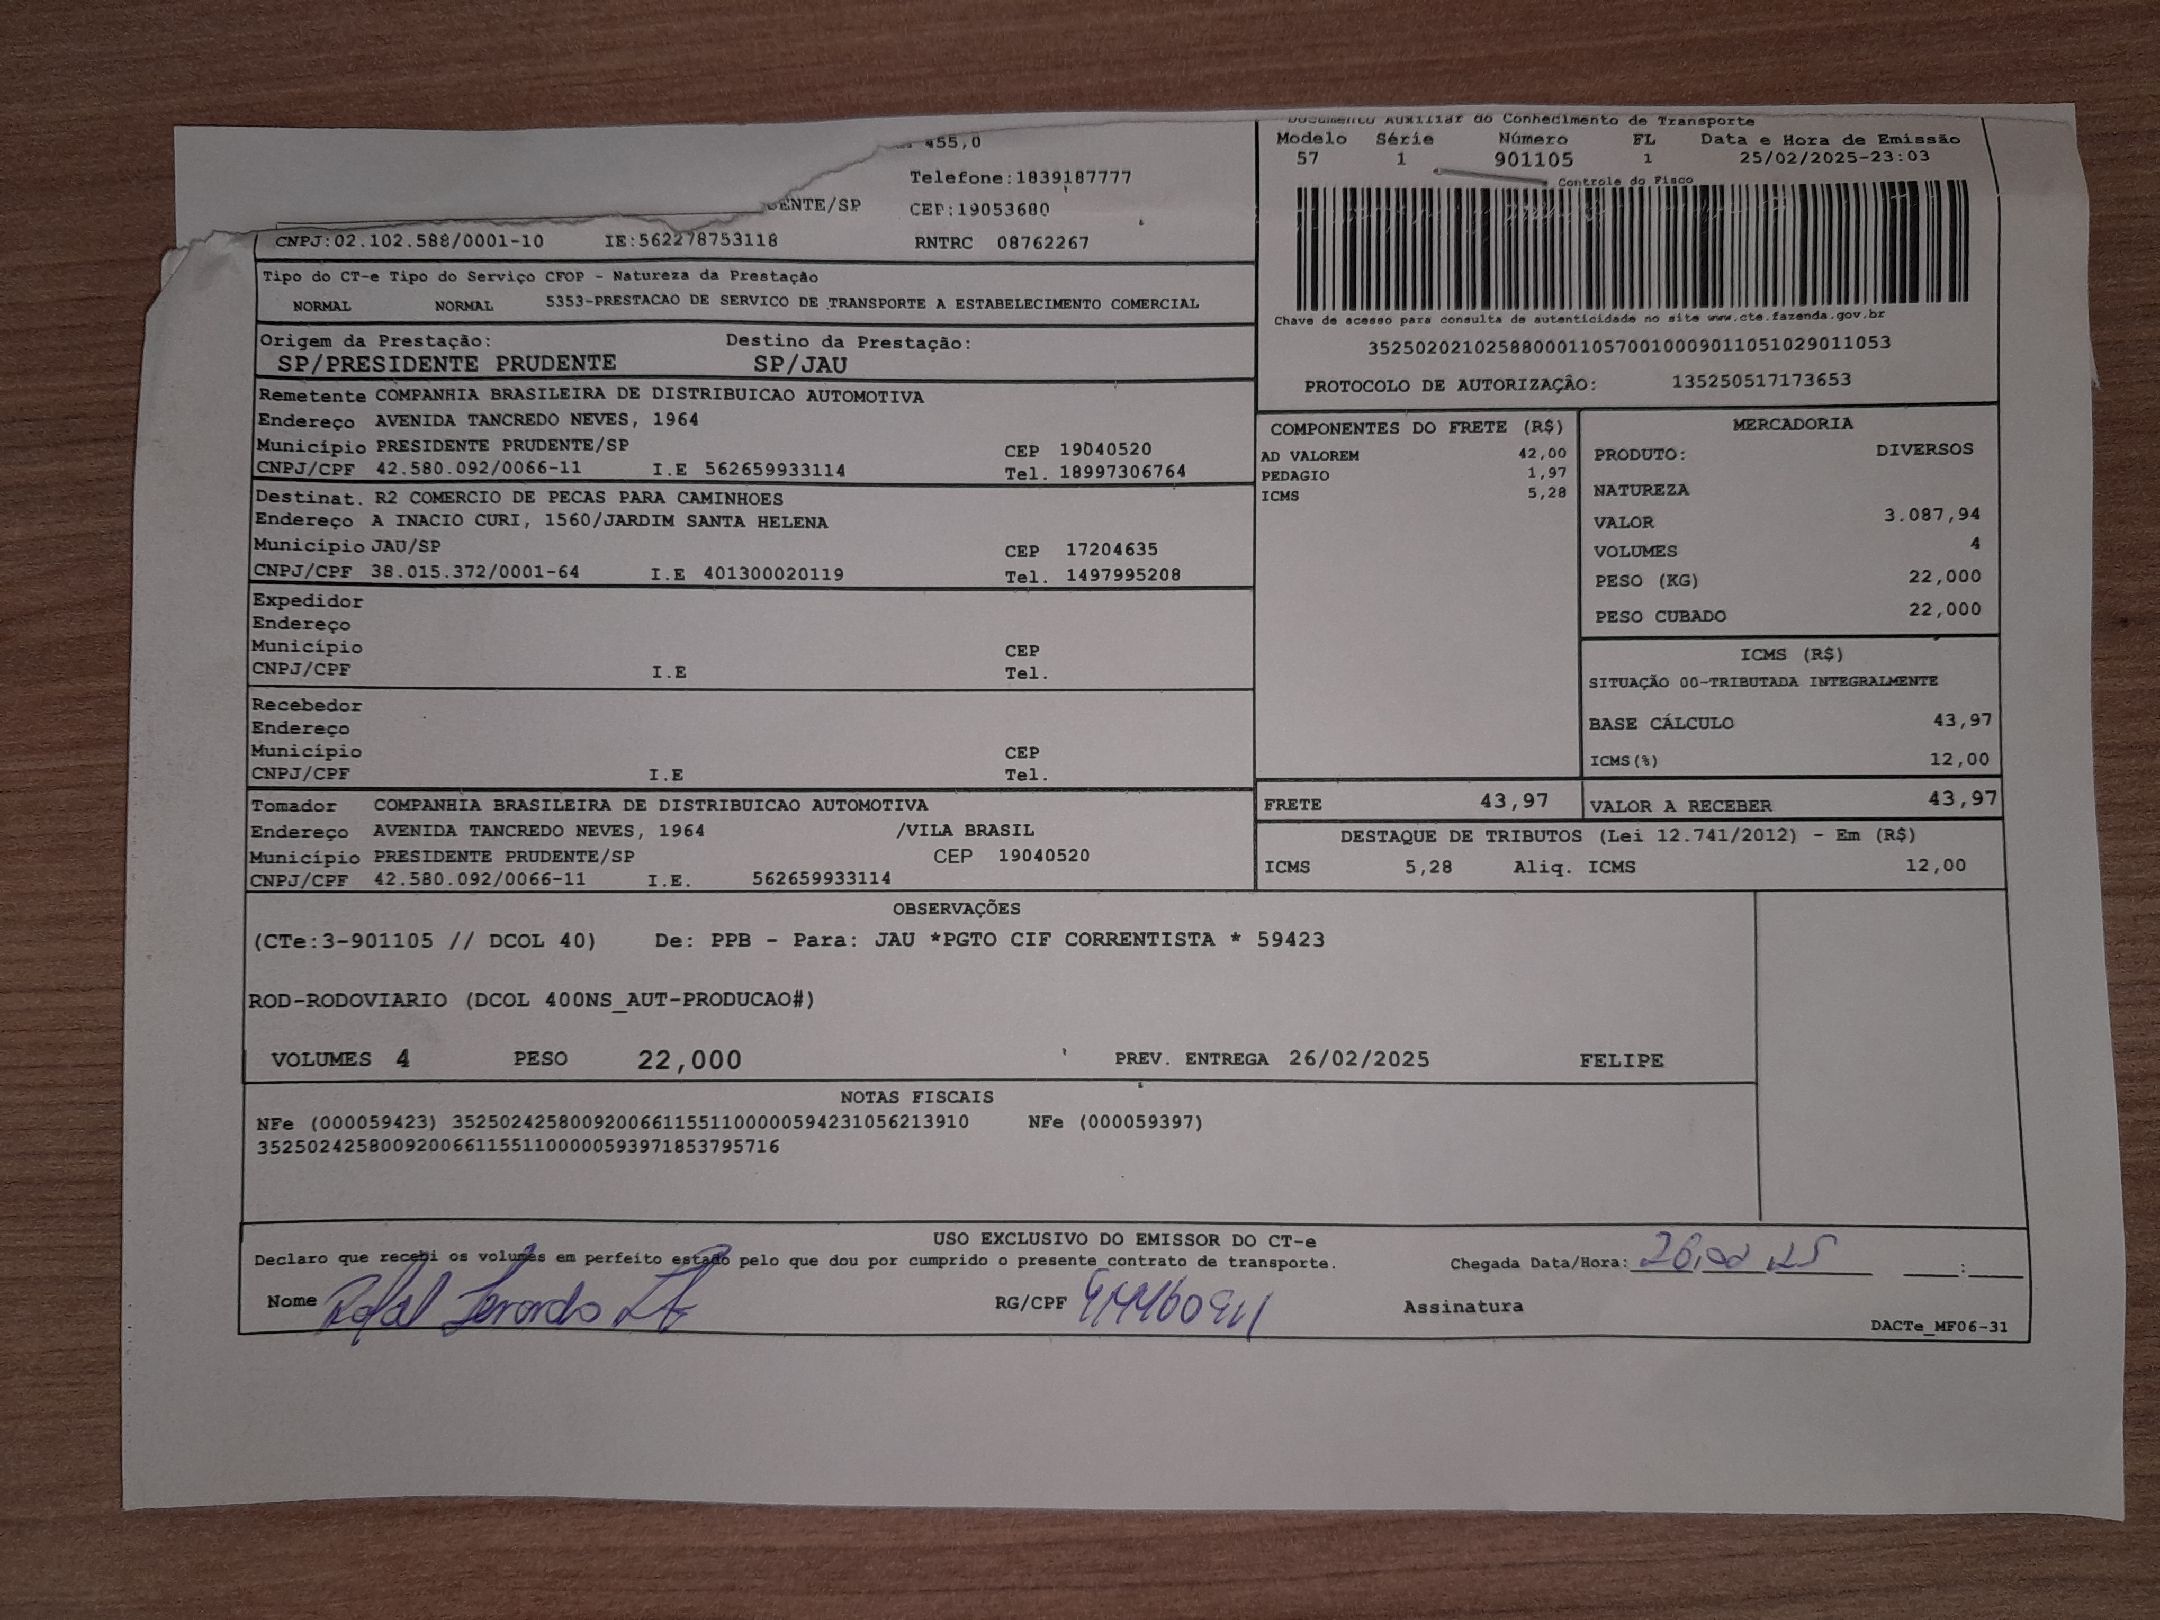 455,0
Telefone:1839187777
DENTE/SP CEP:19053680
CNPJ:02.102.588/0001-10 IE:562278753118 RNTRC 08762267
Tipo do CT-e Tipo do Serviço CFOP - Natureza da Prestação
NORMAL NORMAL 5353-PRESTACAO DE SERVICO DE TRANSPORTE A ESTABELECIMENTO COMERCIAL
Origem da Prestação: Destino da Prestação:
SP/PRESIDENTE PRUDENTE SP/JAU
Documento Auxiliar do Conhecimento de Transporte
Modelo Série Número FL Data e Hora de Emissão
57 1 901105 1 25/02/2025-23:03
Controle do Fisco
Chave de acesso para consulta de autenticidade no site www.cte.fazenda.gov.br
35250202102588000110570010009011051029011053
PROTOCOLO DE AUTORIZAÇÃO: 135250517173653
Remetente COMPANHIA BRASILEIRA DE DISTRIBUICAO AUTOMOTIVA
Endereço AVENIDA TANCREDO NEVES, 1964
Município PRESIDENTE PRUDENTE/SP CEP 19040520
CNPJ/CPF 42.580.092/0066-11 I.E 562659933114 Tel. 18997306764
Destinat. R2 COMERCIO DE PECAS PARA CAMINHOES
Endereço A INACIO CURI, 1560/JARDIM SANTA HELENA
Município JAU/SP CEP 17204635
CNPJ/CPF 38.015.372/0001-64 I.E 401300020119 Tel. 1497995208
Expedidor
Endereço
Município CEP
CNPJ/CPF I.E Tel.
Recebedor
Endereço
Município CEP
CNPJ/CPF I.E Tel.
Tomador COMPANHIA BRASILEIRA DE DISTRIBUICAO AUTOMOTIVA
Endereço AVENIDA TANCREDO NEVES, 1964 /VILA BRASIL
Município PRESIDENTE PRUDENTE/SP CEP 19040520
CNPJ/CPF 42.580.092/0066-11 I.E. 562659933114
COMPONENTES DO FRETE (R$)
AD VALOREM 42,00
PEDAGIO 1,97
ICMS 5,28
MERCADORIA
PRODUTO: DIVERSOS
NATUREZA
VALOR 3.087,94
VOLUMES 4
PESO (KG) 22,000
PESO CUBADO 22,000
ICMS (R$)
SITUAÇÃO 00-TRIBUTADA INTEGRALMENTE
BASE CÁLCULO 43,97
ICMS(%) 12,00
FRETE 43,97 VALOR A RECEBER 43,97
DESTAQUE DE TRIBUTOS (Lei 12.741/2012) - Em (R$)
ICMS 5,28 Aliq. ICMS 12,00
OBSERVAÇÕES
(CTe:3-901105 // DCOL 40) De: PPB - Para: JAU *PGTO CIF CORRENTISTA * 59423
ROD-RODOVIARIO (DCOL 400NS_AUT-PRODUCAO#)
VOLUMES 4 PESO 22,000 PREV. ENTREGA 26/02/2025 FELIPE
NOTAS FISCAIS
NFe (000059423) 35250242580092006611551100000594231056213910 NFe (000059397)
35250242580092006611551100000593971853795716
USO EXCLUSIVO DO EMISSOR DO CT-e
Declaro que recebi os volumes em perfeito estado pelo que dou por cumprido o presente contrato de transporte. Chegada Data/Hora: ____:____
Nome RG/CPF Assinatura
DACTe_MF06-31